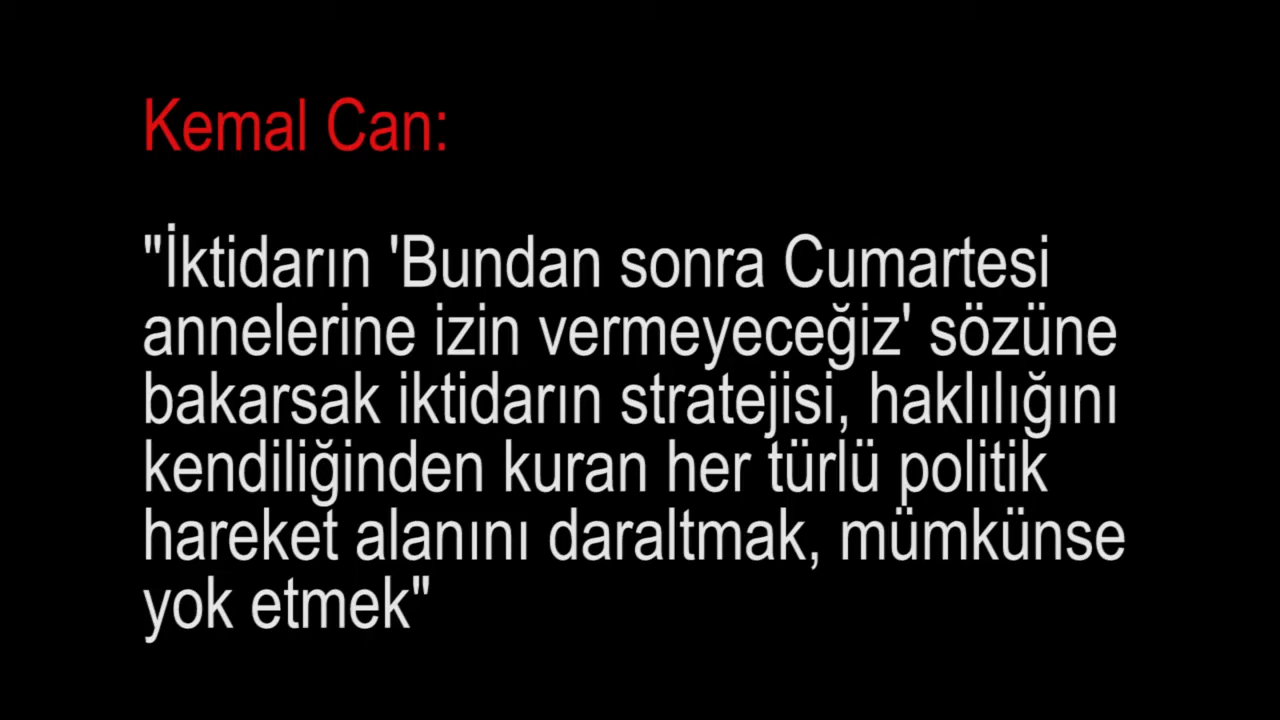 Kemal Can:
"İktidarın 'Bundan sonra Cumartesi
annelerine izin vermeyeceğiz' sözüne
bakarsak iktidarın stratejisi, haklılığını
kendiliğinden kuran her türlü politik
hareket alanını daraltmak, mümkünse
yok etmek"